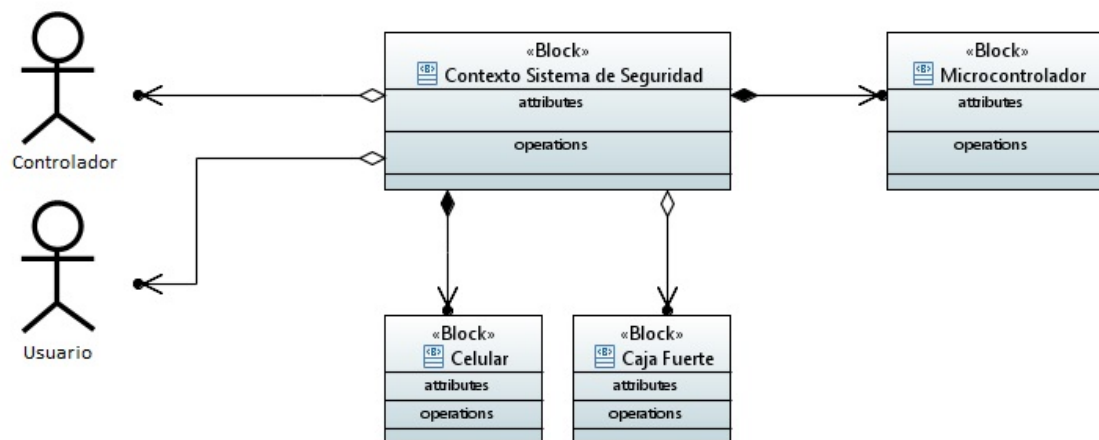 Controlador
Usuario
«Block»
Contexto Sistema de Seguridad
attributes
operations
«Block»
Microcontrolador
attributes
operations
«Block»
Celular
attributes
operations
«Block»
Caja Fuerte
attributes
operations